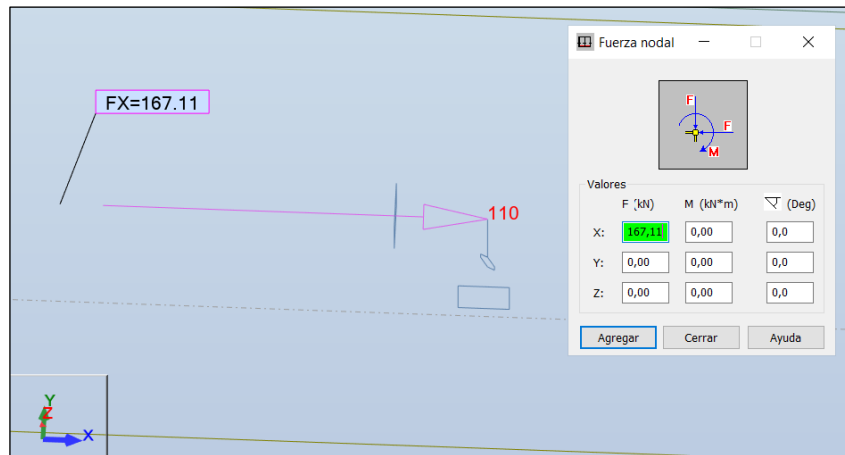 FX=167.11
110
Y
Z
X
Fuerza nodal
F
F
M
Valores
F (kN) M (kN*m) (Deg)
X: 167,11 0,00 0,0
Y: 0,00 0,00 0,0
Z: 0,00 0,00 0,0
Agregar Cerrar Ayuda